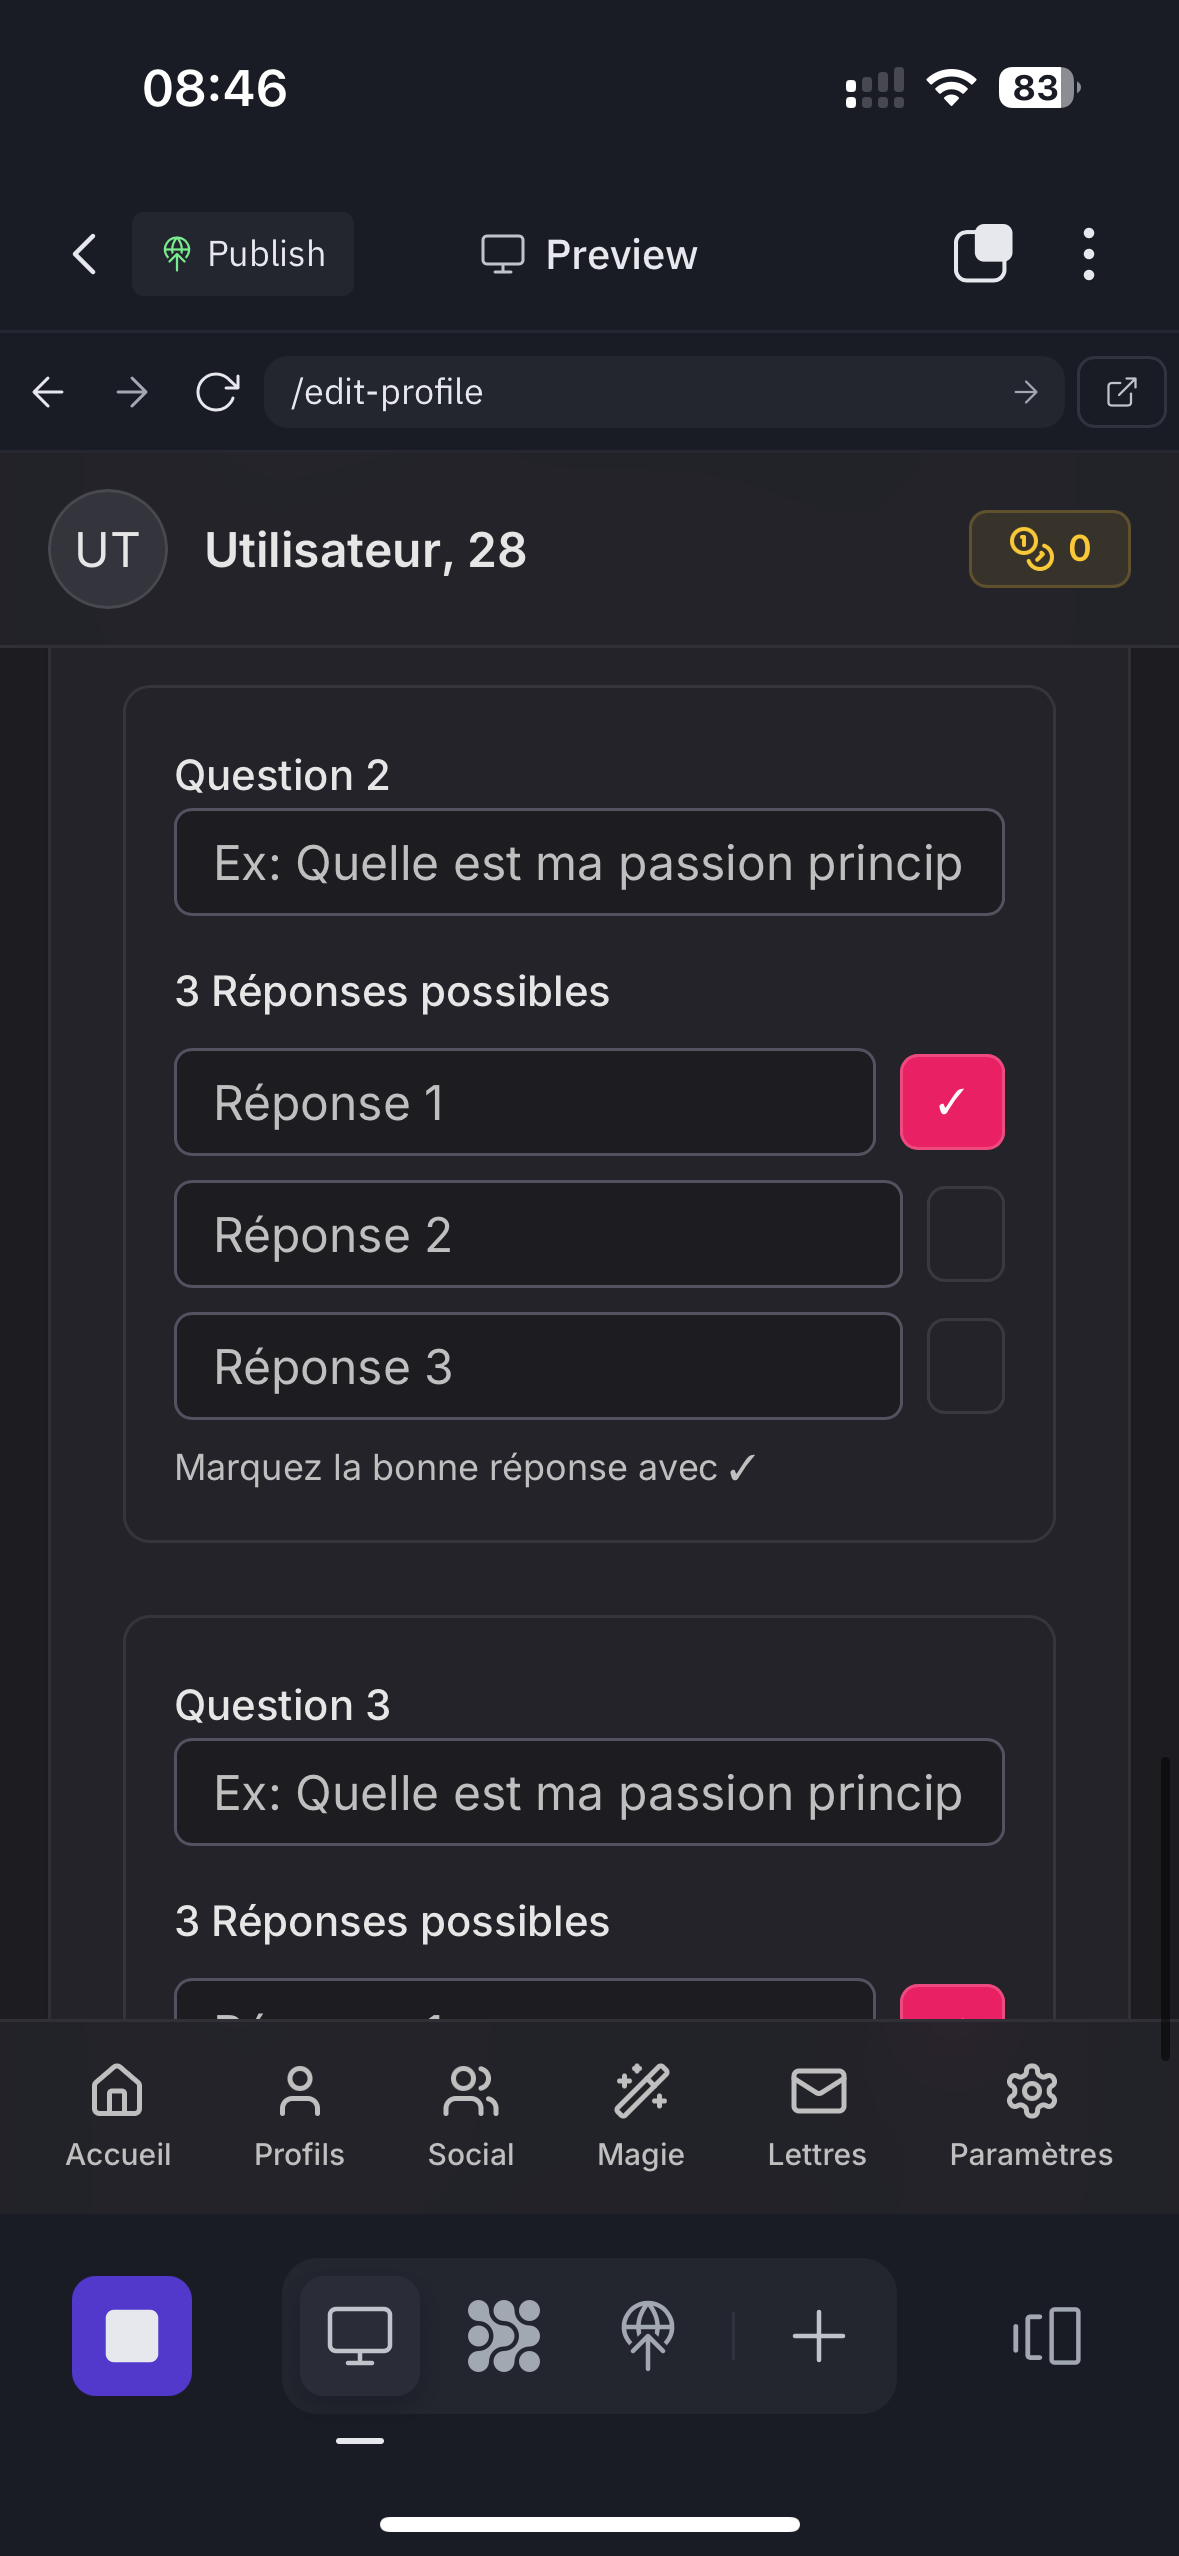 08:46
83
Publish
Preview
/edit-profile
UT
Utilisateur, 28
0
Question 2
Ex: Quelle est ma passion princip
3 Réponses possibles
Réponse 1
✓
Réponse 2
Réponse 3
Marquez la bonne réponse avec ✓
Question 3
Ex: Quelle est ma passion princip
3 Réponses possibles
Accueil
Profils
Social
Magie
Lettres
Paramètres